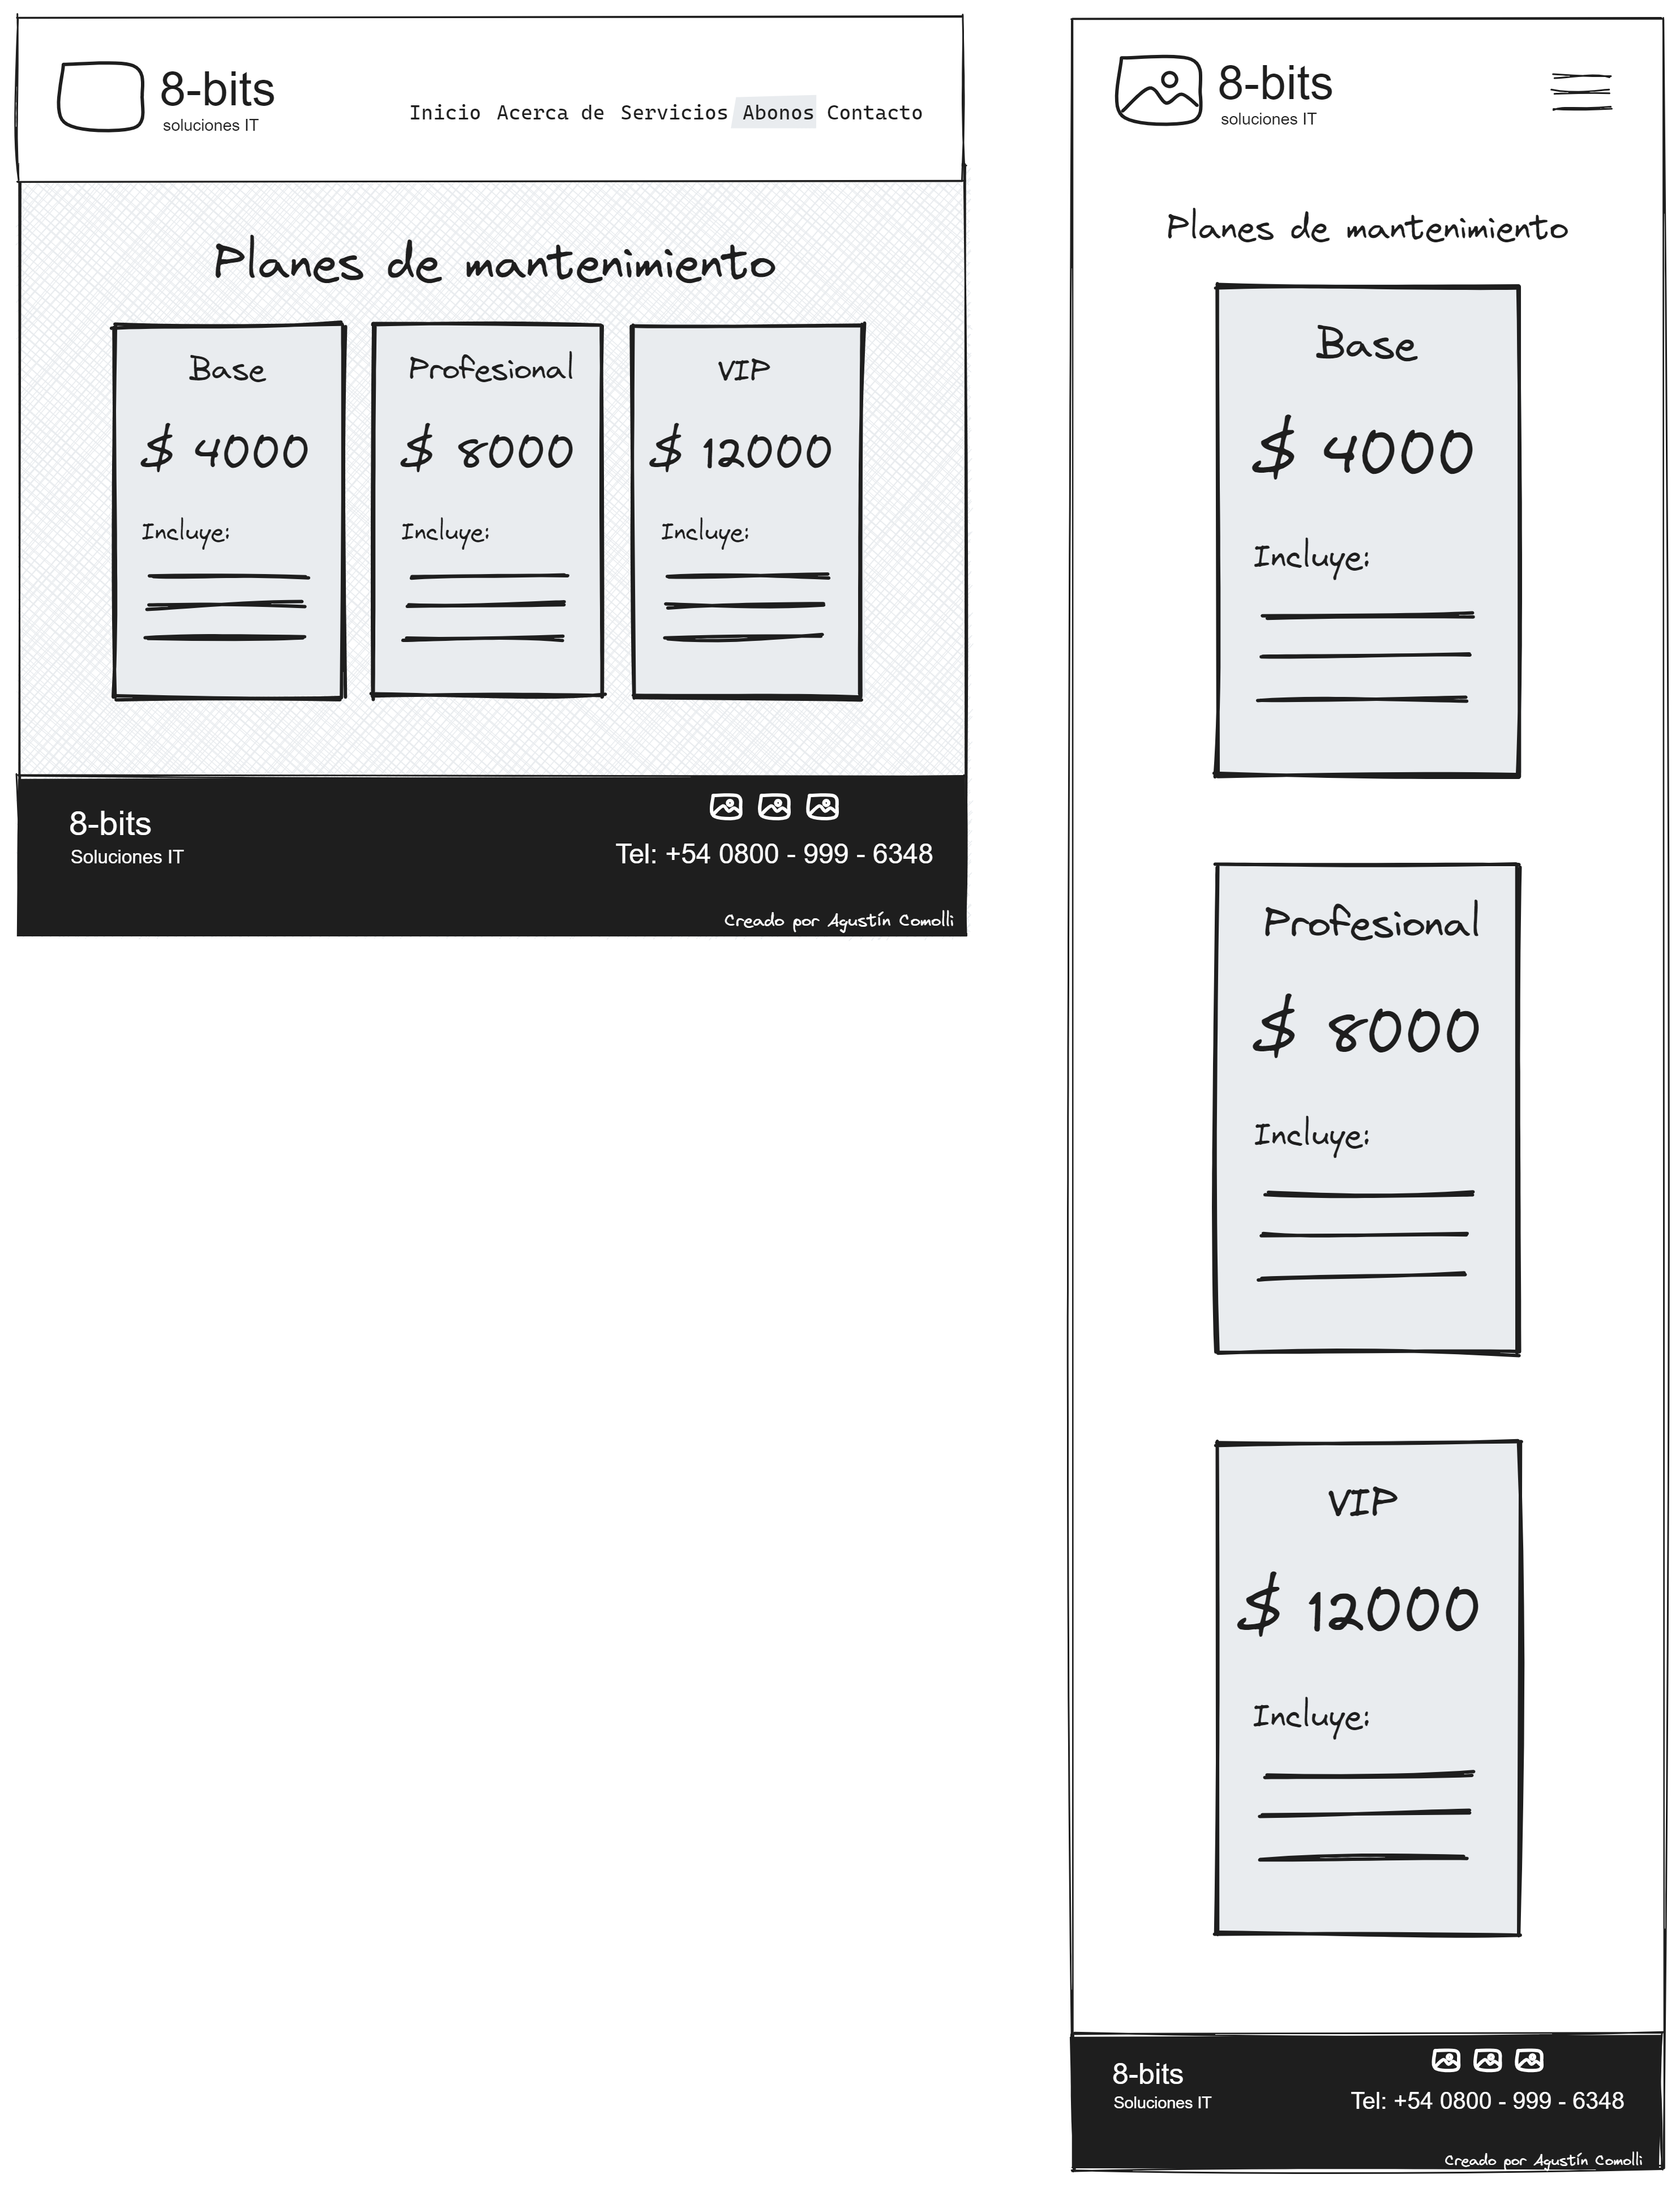 8-bits
soluciones IT
Inicio Acerca de Servicios Abonos Contacto
Planes de mantenimiento
Base
$ 4000
Incluye:
Profesional
$ 8000
Incluye:
VIP
$ 12000
Incluye:
8-bits
Soluciones IT
Tel: +54 0800 - 999 - 6348
Creado por Agustín Comolli
8-bits
soluciones IT
Planes de mantenimiento
Base
$ 4000
Incluye:
Profesional
$ 8000
Incluye:
VIP
$ 12000
Incluye:
8-bits
Soluciones IT
Tel: +54 0800 - 999 - 6348
Creado por Agustín Comolli